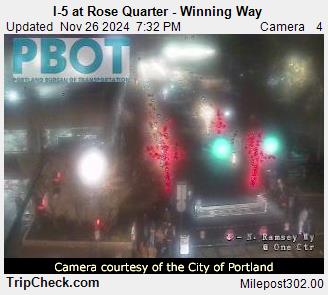 I-5 at Rose Quarter - Winning Way
Updated Nov 26 2024 7:32 PM Camera 4
PBOT
PORTLAND BUREAU OF TRANSPORTATION
N. Ramsey Wy
@ One Ctr
Camera courtesy of the City of Portland
TripCheck.com Milepost302.00